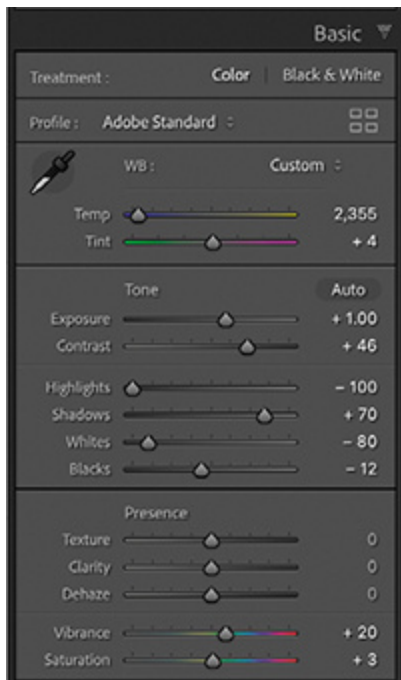 Basic
Treatment : Color | Black & White
Profile : Adobe Standard
WB : Custom
Temp 2,355
Tint + 4
Tone Auto
Exposure + 1.00
Contrast + 46
Highlights − 100
Shadows + 70
Whites − 80
Blacks − 12
Presence
Texture 0
Clarity 0
Dehaze 0
Vibrance + 20
Saturation + 3